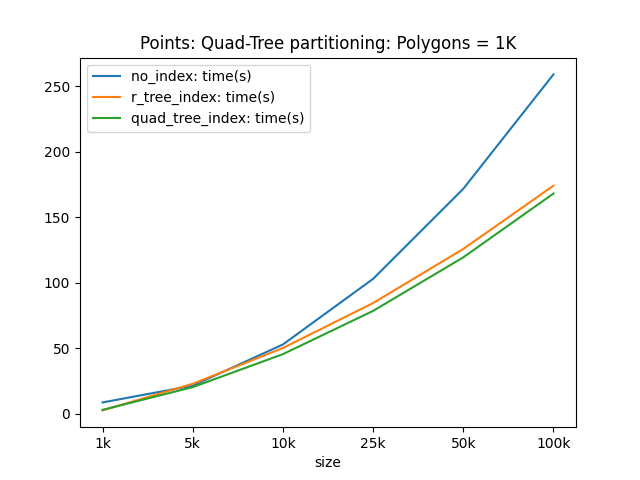 Points: Quad-Tree partitioning: Polygons = 1K
no_index: time(s)
r_tree_index: time(s)
quad_tree_index: time(s)
250
200
150
100
50
0
1k 5k 10k 25k 50k 100k
size